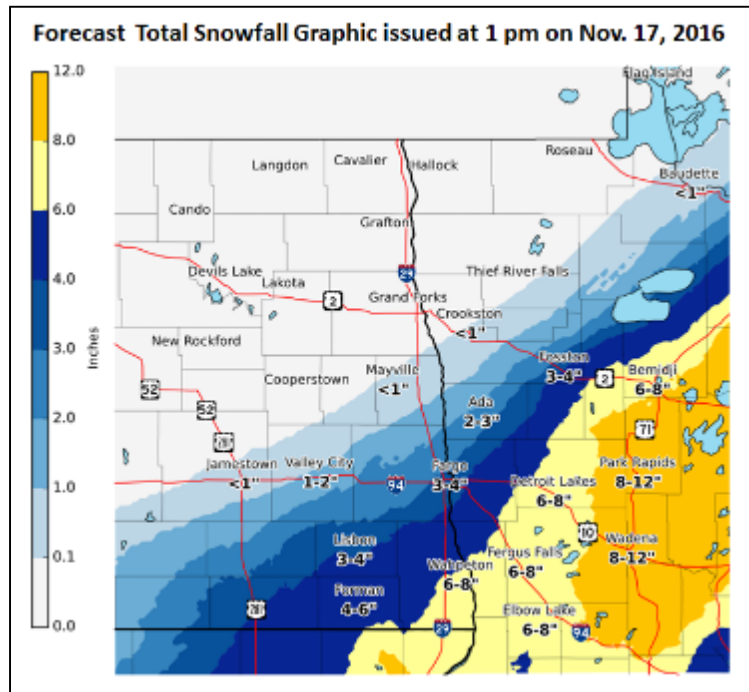 Forecast Total Snowfall Graphic issued at 1 pm on Nov. 17, 2016
12.0
8.0
6.0
4.0
3.0
2.0
1.0
0.1
0.0
Inches
Flag Island
Roseau
Baudette
<1"
Langdon
Cavalier
Hallock
Cando
Grafton
29
Devils Lake
Lakota
Thief River Falls
2
Grand Forks
Crookston
<1"
New Rockford
Fosston
3-4"
2
Bemidji
6-8"
52
Cooperstown
Mayville
<1"
Ada
2-3"
52
281
71
Jamestown
<1"
Valley City
1-2"
94
Fargo
3-4"
Detroit Lakes
6-8"
Park Rapids
8-12"
10
Lisbon
3-4"
Wahpeton
6-8"
Fergus Falls
6-8"
Wadena
8-12"
Forman
4-6"
281
29
Elbow Lake
6-8"
94